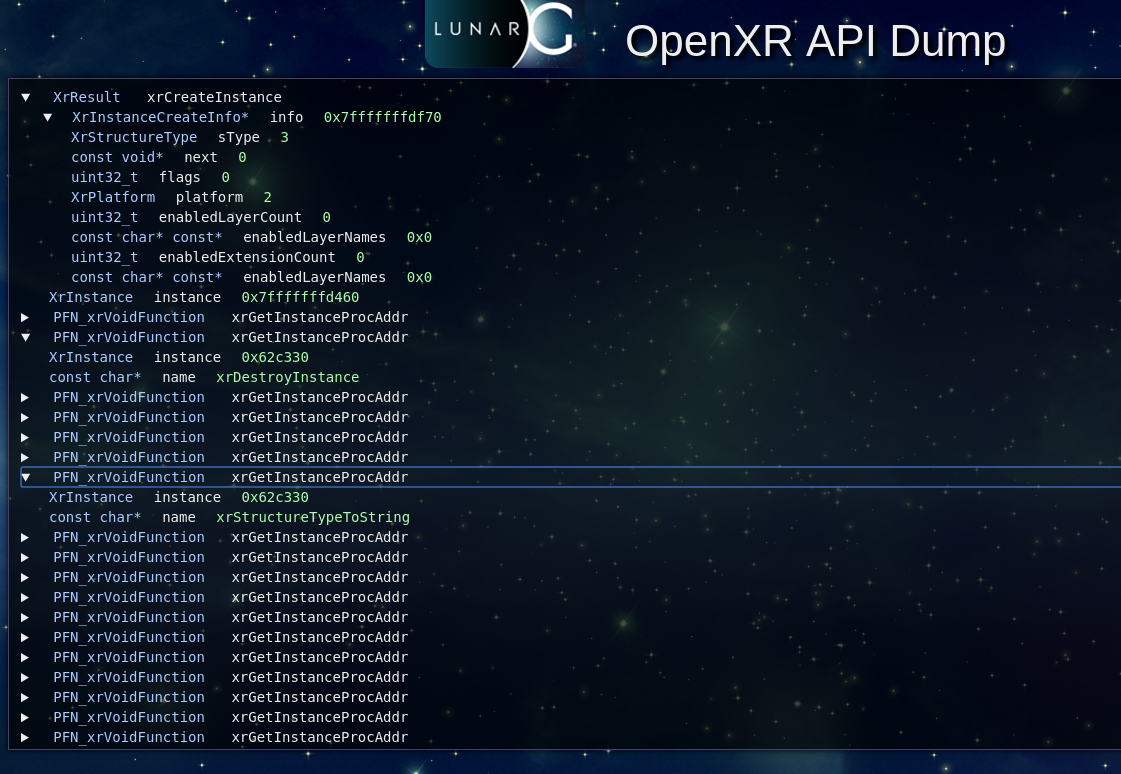 LUNARG
OpenXR API Dump
XrResult xrCreateInstance
XrInstanceCreateInfo* info 0x7fffffffdf70
XrStructureType sType 3
const void* next 0
uint32_t flags 0
XrPlatform platform 2
uint32_t enabledLayerCount 0
const char* const* enabledLayerNames 0x0
uint32_t enabledExtensionCount 0
const char* const* enabledLayerNames 0x0
XrInstance instance 0x7fffffffd460
PFN_xrVoidFunction xrGetInstanceProcAddr
PFN_xrVoidFunction xrGetInstanceProcAddr
XrInstance instance 0x62c330
const char* name xrDestroyInstance
PFN_xrVoidFunction xrGetInstanceProcAddr
PFN_xrVoidFunction xrGetInstanceProcAddr
PFN_xrVoidFunction xrGetInstanceProcAddr
PFN_xrVoidFunction xrGetInstanceProcAddr
PFN_xrVoidFunction xrGetInstanceProcAddr
XrInstance instance 0x62c330
const char* name xrStructureTypeToString
PFN_xrVoidFunction xrGetInstanceProcAddr
PFN_xrVoidFunction xrGetInstanceProcAddr
PFN_xrVoidFunction xrGetInstanceProcAddr
PFN_xrVoidFunction xrGetInstanceProcAddr
PFN_xrVoidFunction xrGetInstanceProcAddr
PFN_xrVoidFunction xrGetInstanceProcAddr
PFN_xrVoidFunction xrGetInstanceProcAddr
PFN_xrVoidFunction xrGetInstanceProcAddr
PFN_xrVoidFunction xrGetInstanceProcAddr
PFN_xrVoidFunction xrGetInstanceProcAddr
PFN_xrVoidFunction xrGetInstanceProcAddr